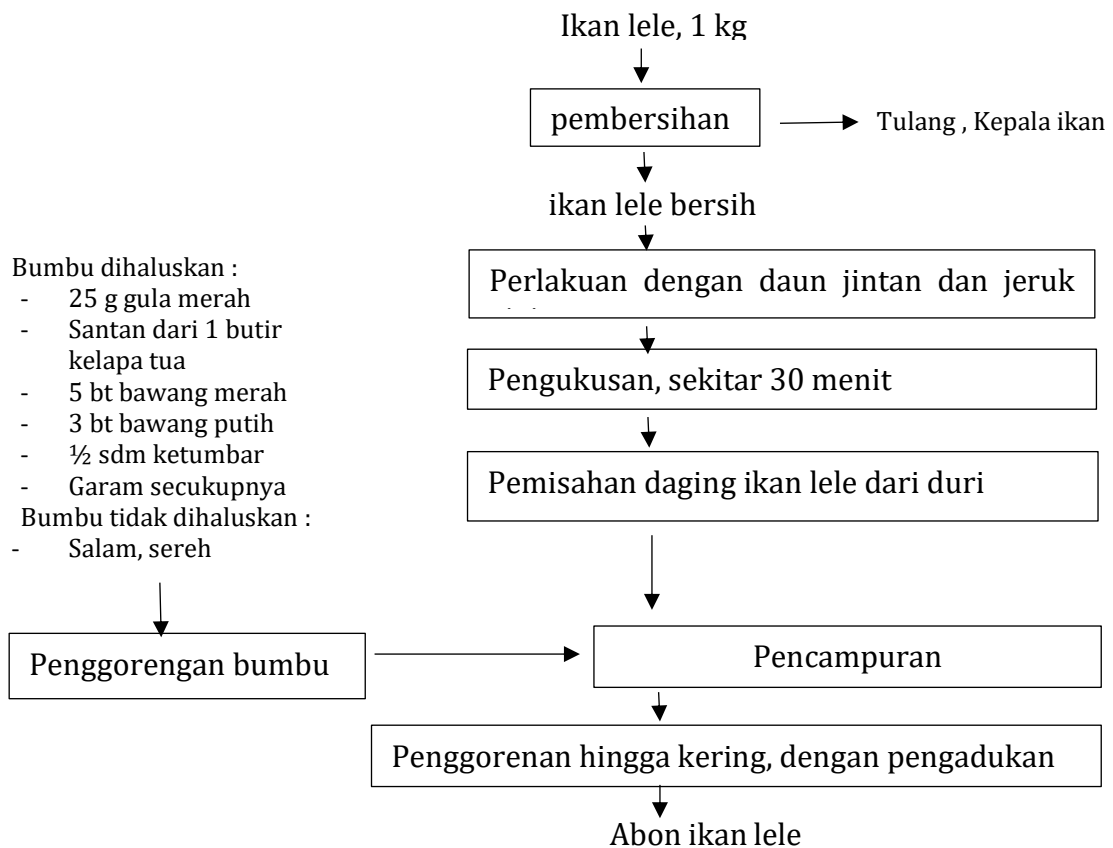 Ikan lele, 1 kg
pembersihan
Tulang , Kepala ikan
ikan lele bersih
Perlakuan dengan daun jintan dan jeruk
Pengukusan, sekitar 30 menit
Pemisahan daging ikan lele dari duri
Bumbu dihaluskan :
- 25 g gula merah
- Santan dari 1 butir
kelapa tua
- 5 bt bawang merah
- 3 bt bawang putih
- ½ sdm ketumbar
- Garam secukupnya
Bumbu tidak dihaluskan :
- Salam, sereh
Penggorengan bumbu
Pencampuran
Penggorenan hingga kering, dengan pengadukan
Abon ikan lele